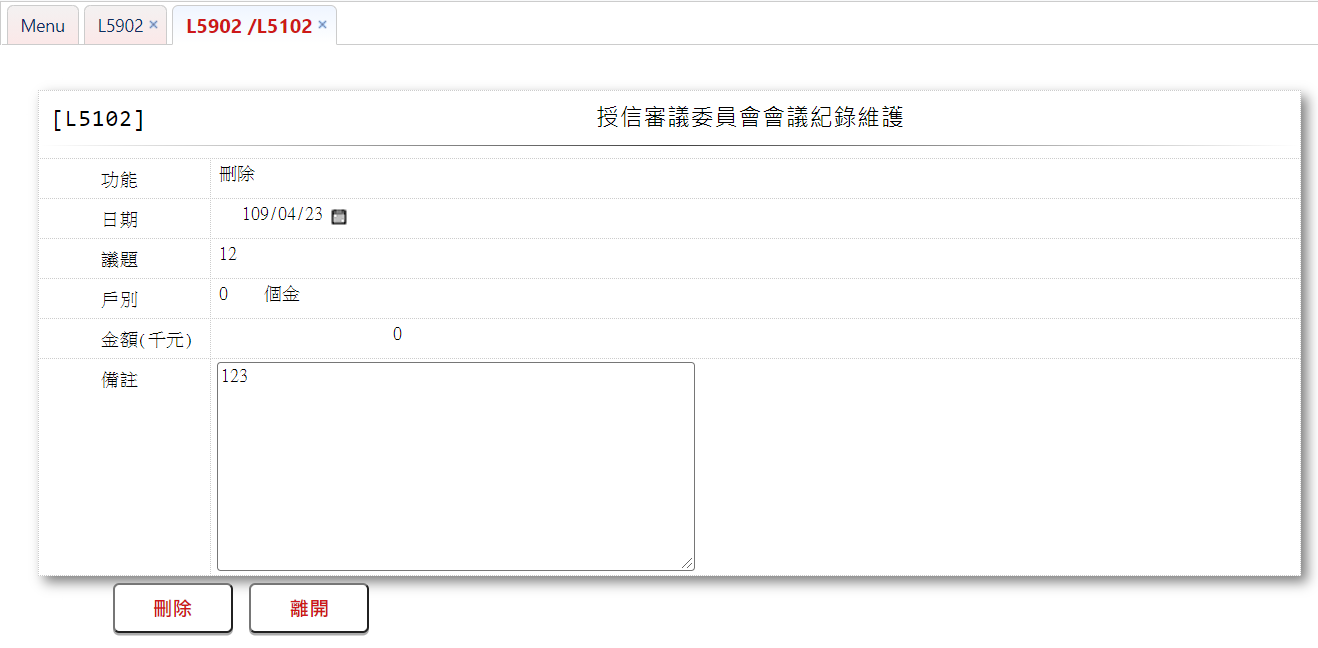 Menu L5902 × L5902 /L5102 ×
[L5102] 授信審議委員會會議紀錄維護
功能 刪除
日期 109/04/23
議題 12
戶別 0 個金
金額(千元) 0
備註 123
刪除 離開